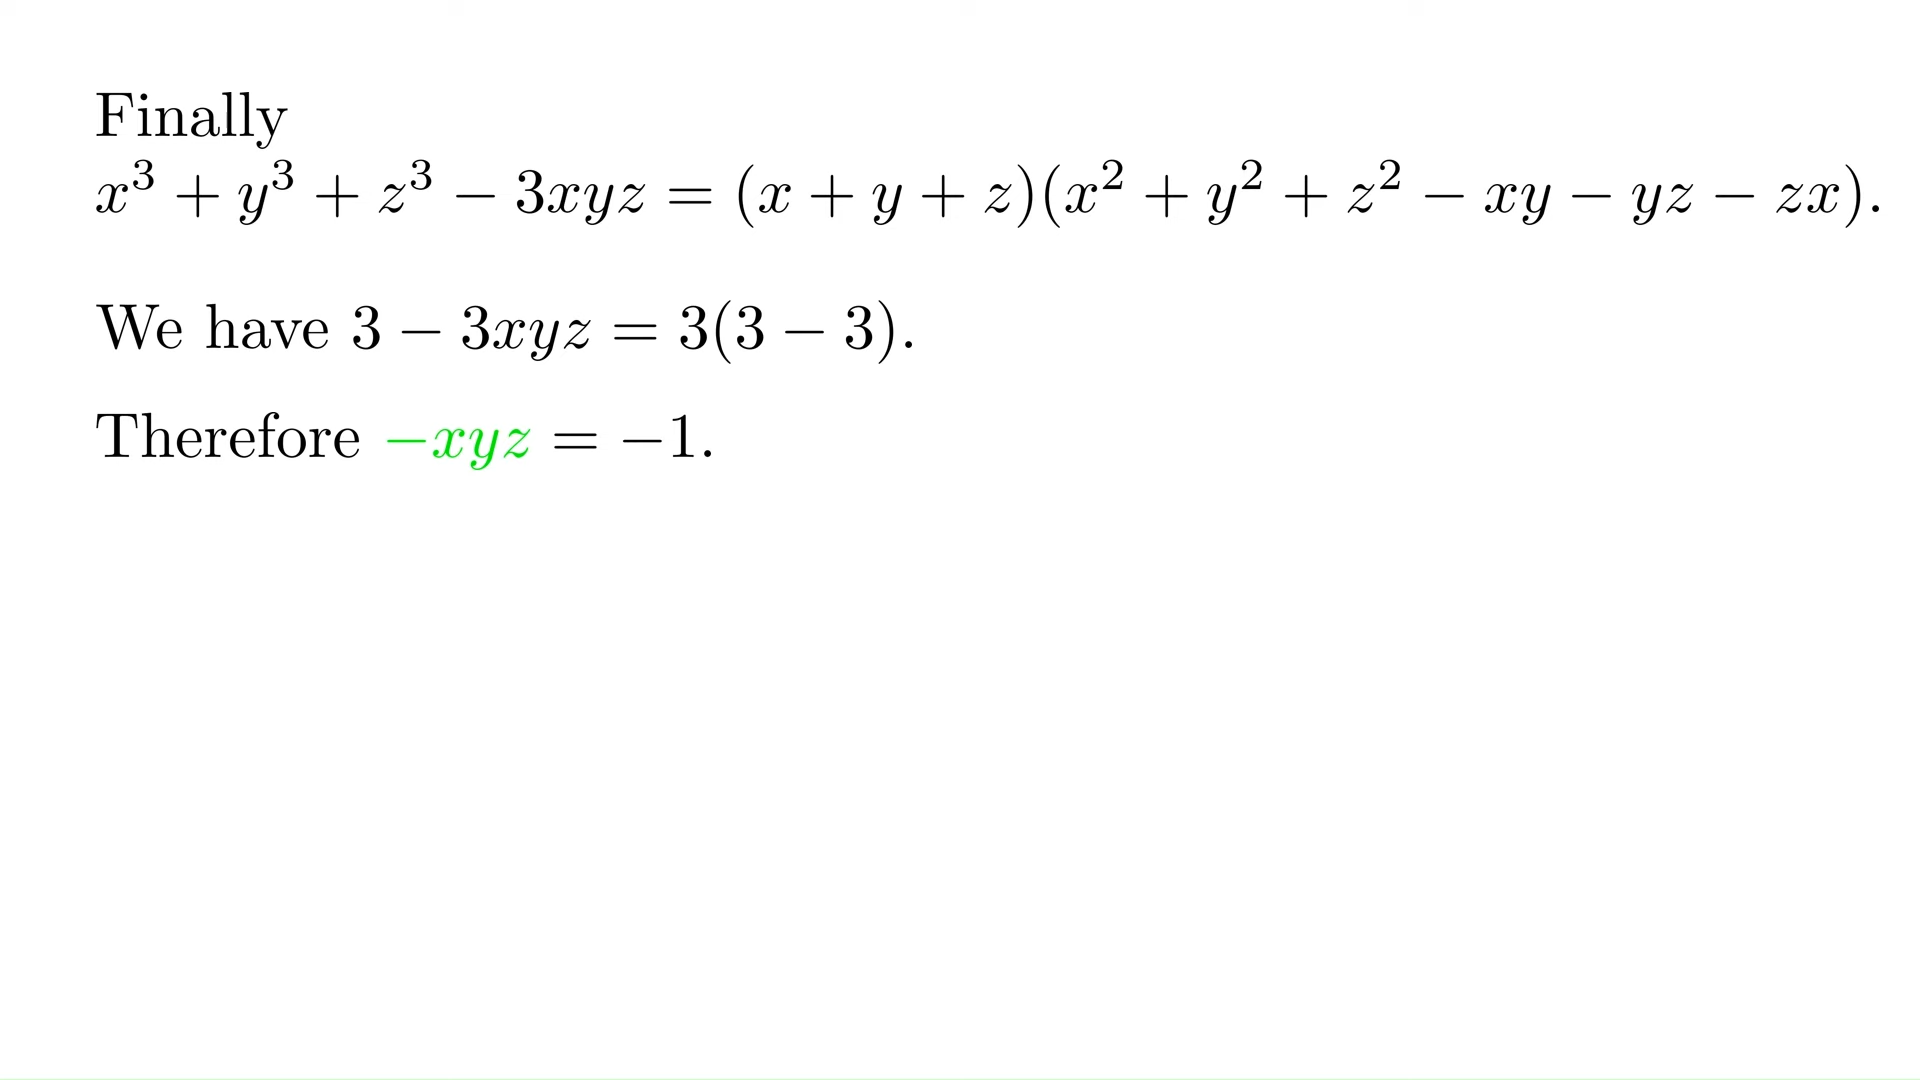 Finally
x³ + y³ + z³ − 3xyz = (x + y + z)(x² + y² + z² − xy − yz − zx).
We have 3 − 3xyz = 3(3 − 3).
Therefore −xyz = −1.